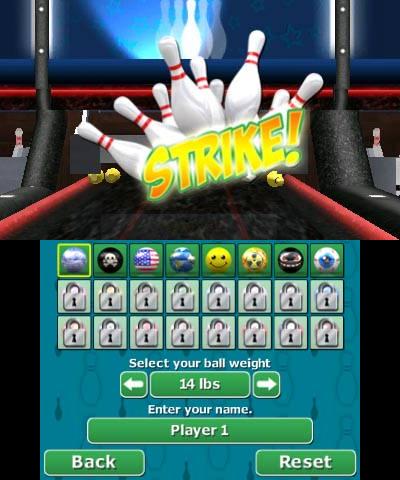 STRIKE!
Select your ball weight
14 lbs
Enter your name.
Player 1
Back
Reset